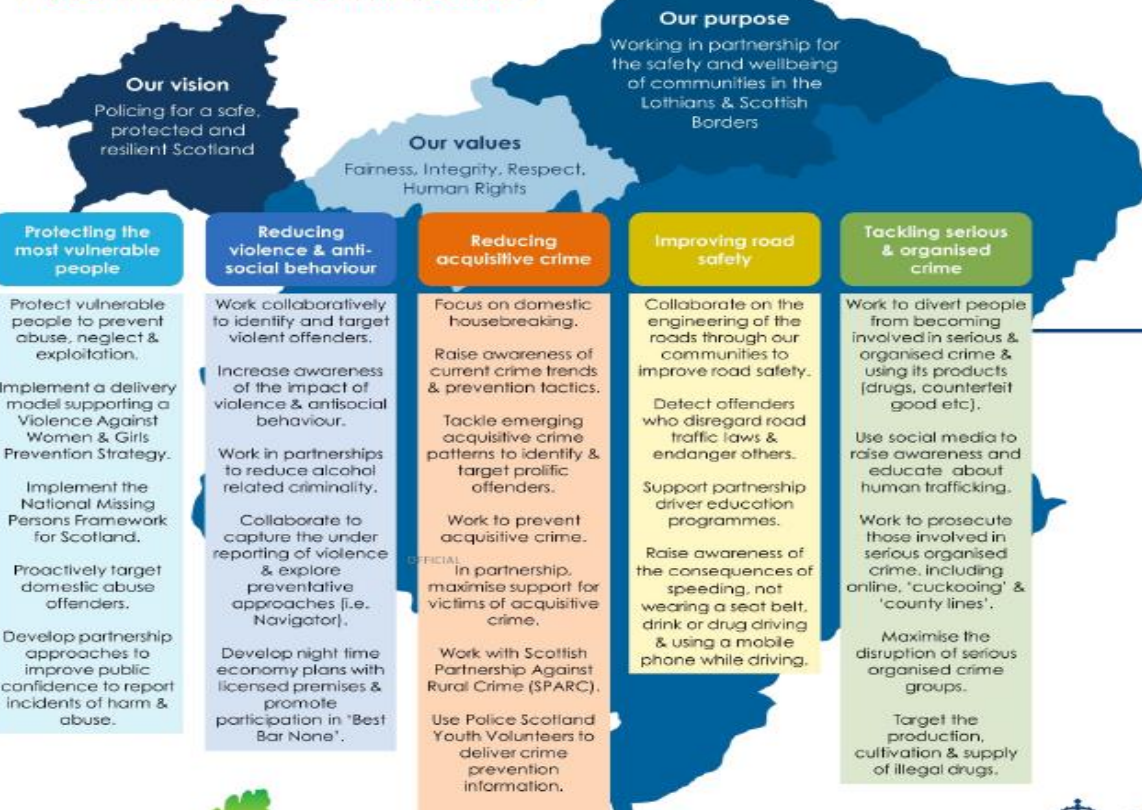 Our purpose
Working in partnership for
the safety and wellbeing
of communities in the
Lothians & Scottish
Borders
Our vision
Policing for a safe,
protected and
resilient Scotland
Our values
Fairness, Integrity, Respect,
Human Rights
Protecting the
most vulnerable
people
Protect vulnerable
people to prevent
abuse, neglect &
exploitation.
Implement a delivery
model supporting a
Violence Against
Women & Girls
Prevention Strategy.
Implement the
National Missing
Persons Framework
for Scotland.
Proactively target
domestic abuse
offenders.
Develop partnership
approaches to
improve public
confidence to report
incidents of harm &
abuse.
Reducing
violence & anti-
social behaviour
Work collaboratively
to identify and target
violent offenders.
Increase awareness
of the impact of
violence & antisocial
behaviour.
Work in partnerships
to reduce alcohol
related criminality.
Collaborate to
capture the under
reporting of violence
& explore
preventative
approaches (i.e.
Navigator).
Develop night time
economy plans with
licensed premises &
promote
participation in 'Best
Bar None'.
Reducing
acquisitive crime
Focus on domestic
housebreaking.
Raise awareness of
current crime trends
& prevention tactics.
Tackle emerging
acquisitive crime
patterns to identify &
target prolific
offenders.
Work to prevent
acquisitive crime.
OFFICIAL
In partnership,
maximise support for
victims of acquisitive
crime.
Work with Scottish
Partnership Against
Rural Crime (SPARC).
Use Police Scotland
Youth Volunteers to
deliver crime
prevention
information.
Improving road
safety
Collaborate on the
engineering of the
roads through our
communities to
improve road safety.
Detect offenders
who disregard road
traffic laws &
endanger others.
Support partnership
driver education
programmes.
Raise awareness of
the consequences of
speeding, not
wearing a seat belt,
drink or drug driving
& using a mobile
phone while driving.
Tackling serious
& organised
crime
Work to divert people
from becoming
involved in serious &
organised crime &
using its products
(drugs, counterfeit
good etc).
Use social media to
raise awareness and
educate about
human trafficking.
Work to prosecute
those involved in
serious organised
crime, including
online, 'cuckooing' &
'county lines'.
Maximise the
disruption of serious
organised crime
groups.
Target the
production,
cultivation & supply
of illegal drugs.